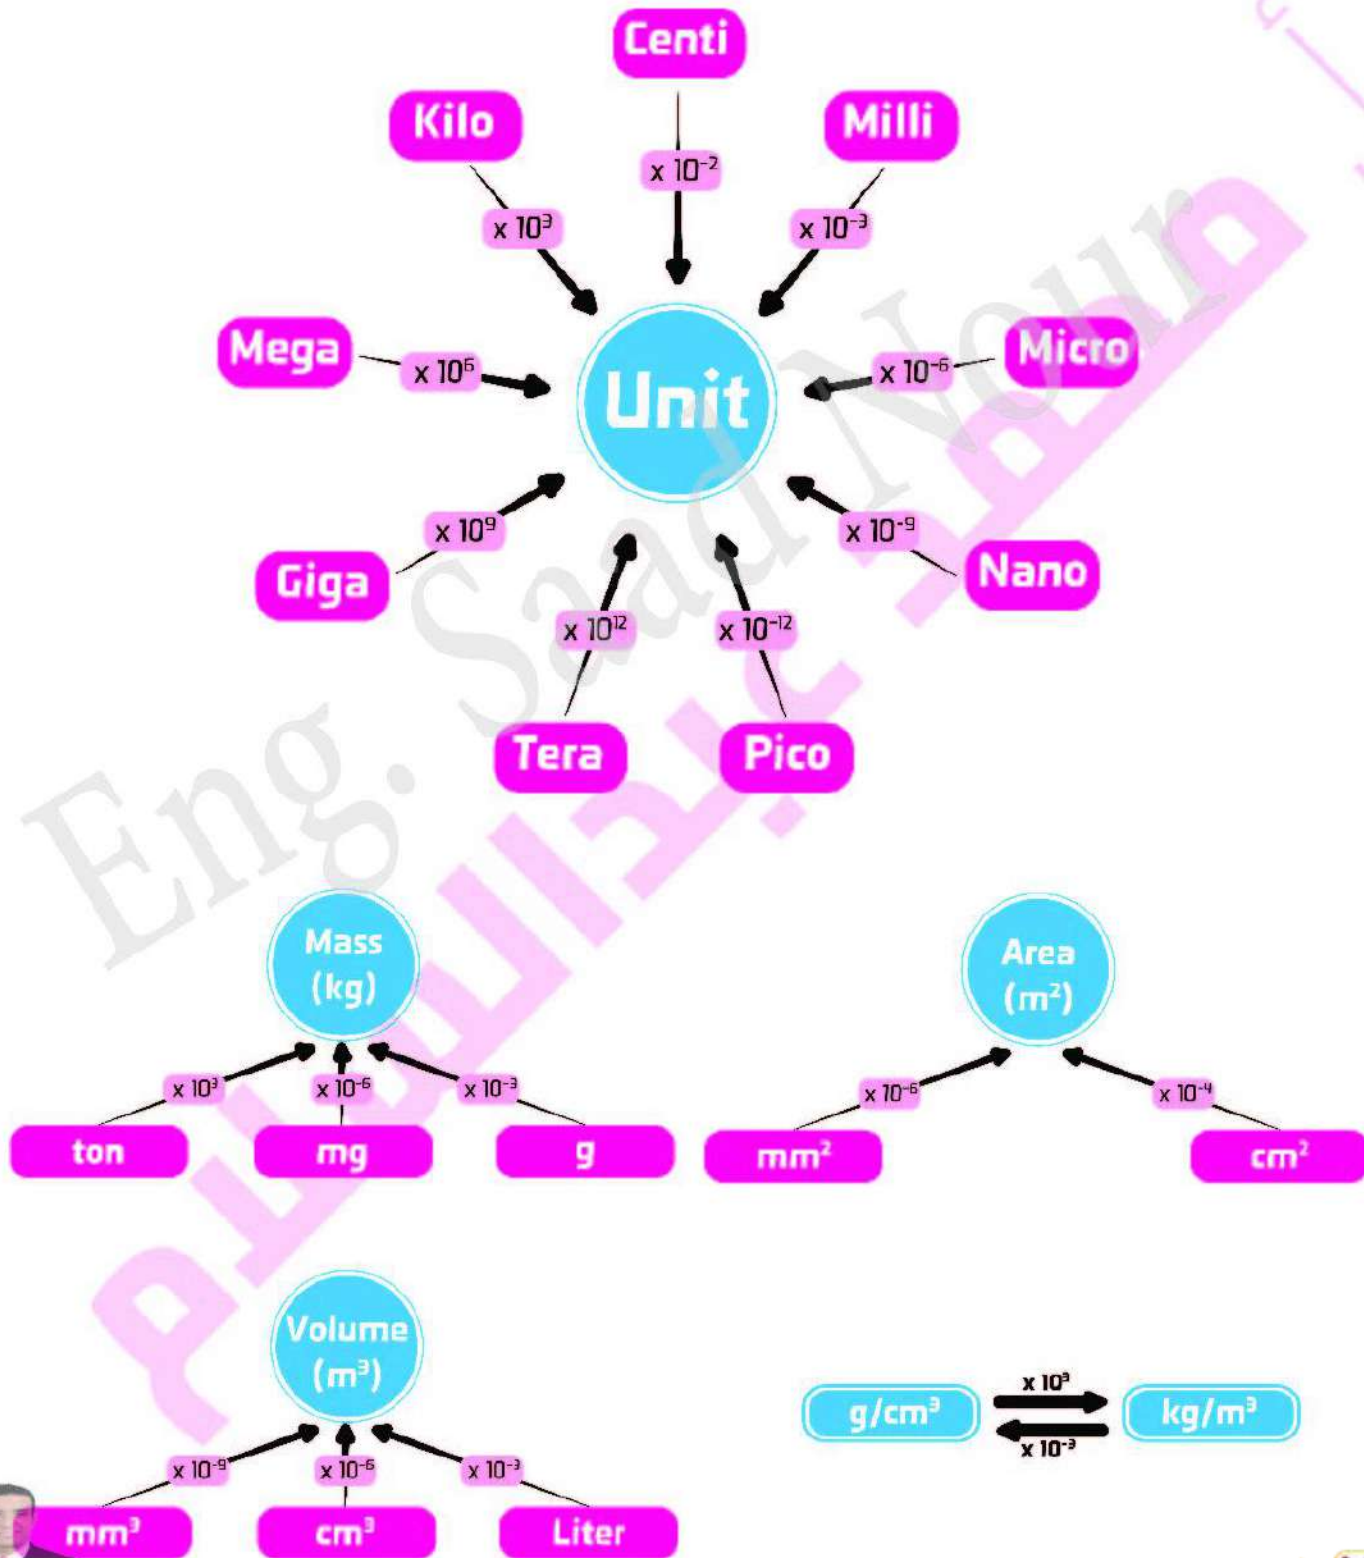 Centi
Kilo
Milli
x 10⁻²
x 10³
x 10⁻³
Mega
Micro
x 10⁶
x 10⁻⁶
Unit
x 10⁹
x 10⁻⁹
Giga
Nano
x 10¹²
x 10⁻¹²
Tera
Pico
Eng. Saad Nour
عبدالسلام
Mass
(kg)
x 10³
x 10⁻⁶
x 10⁻³
ton
mg
g
Area
(m²)
x 10⁻⁶
x 10⁻⁴
mm²
cm²
Volume
(m³)
x 10⁻⁹
x 10⁻⁶
x 10⁻³
mm³
cm³
Liter
g/cm³
x 10³
x 10⁻³
kg/m³